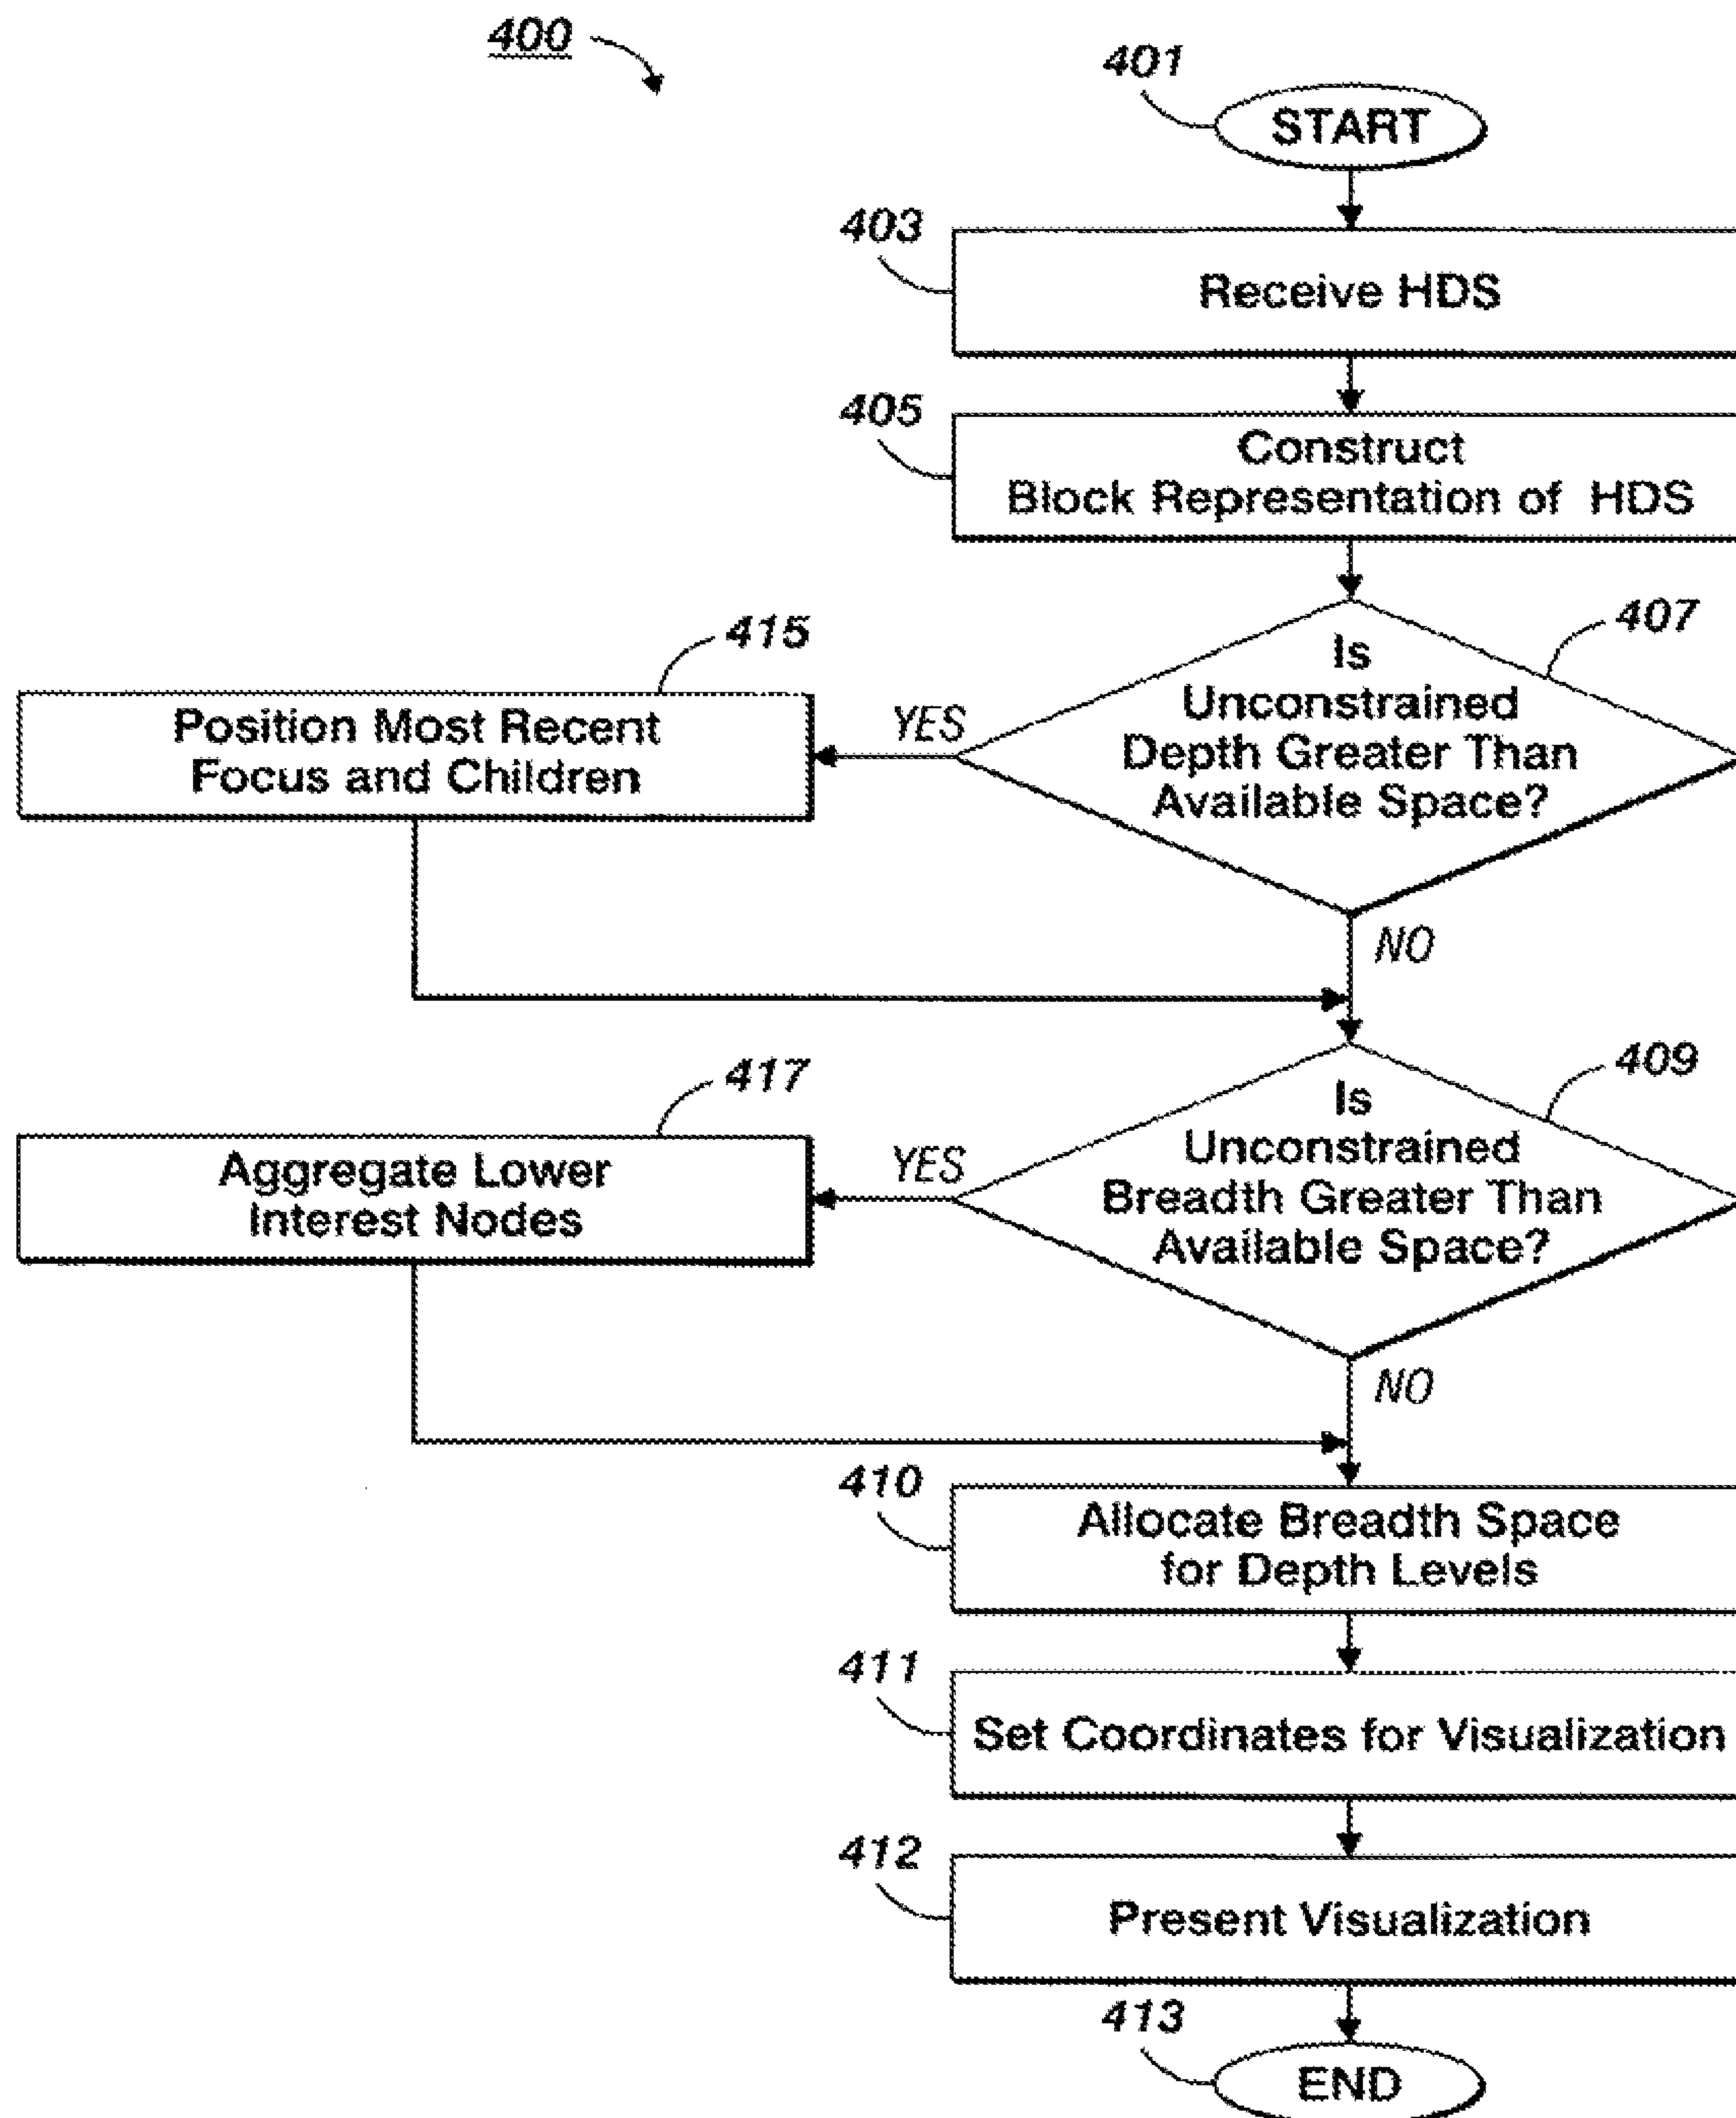 400
401
START
403
Receive HDS
405
Construct
Block Representation of HDS
407
Is
Unconstrained
Depth Greater Than
Available Space?
YES
415
Position Most Recent
Focus and Children
NO
409
Is
Unconstrained
Breadth Greater Than
Available Space?
YES
417
Aggregate Lower
Interest Nodes
NO
410
Allocate Breadth Space
for Depth Levels
411
Set Coordinates for Visualization
412
Present Visualization
413
END